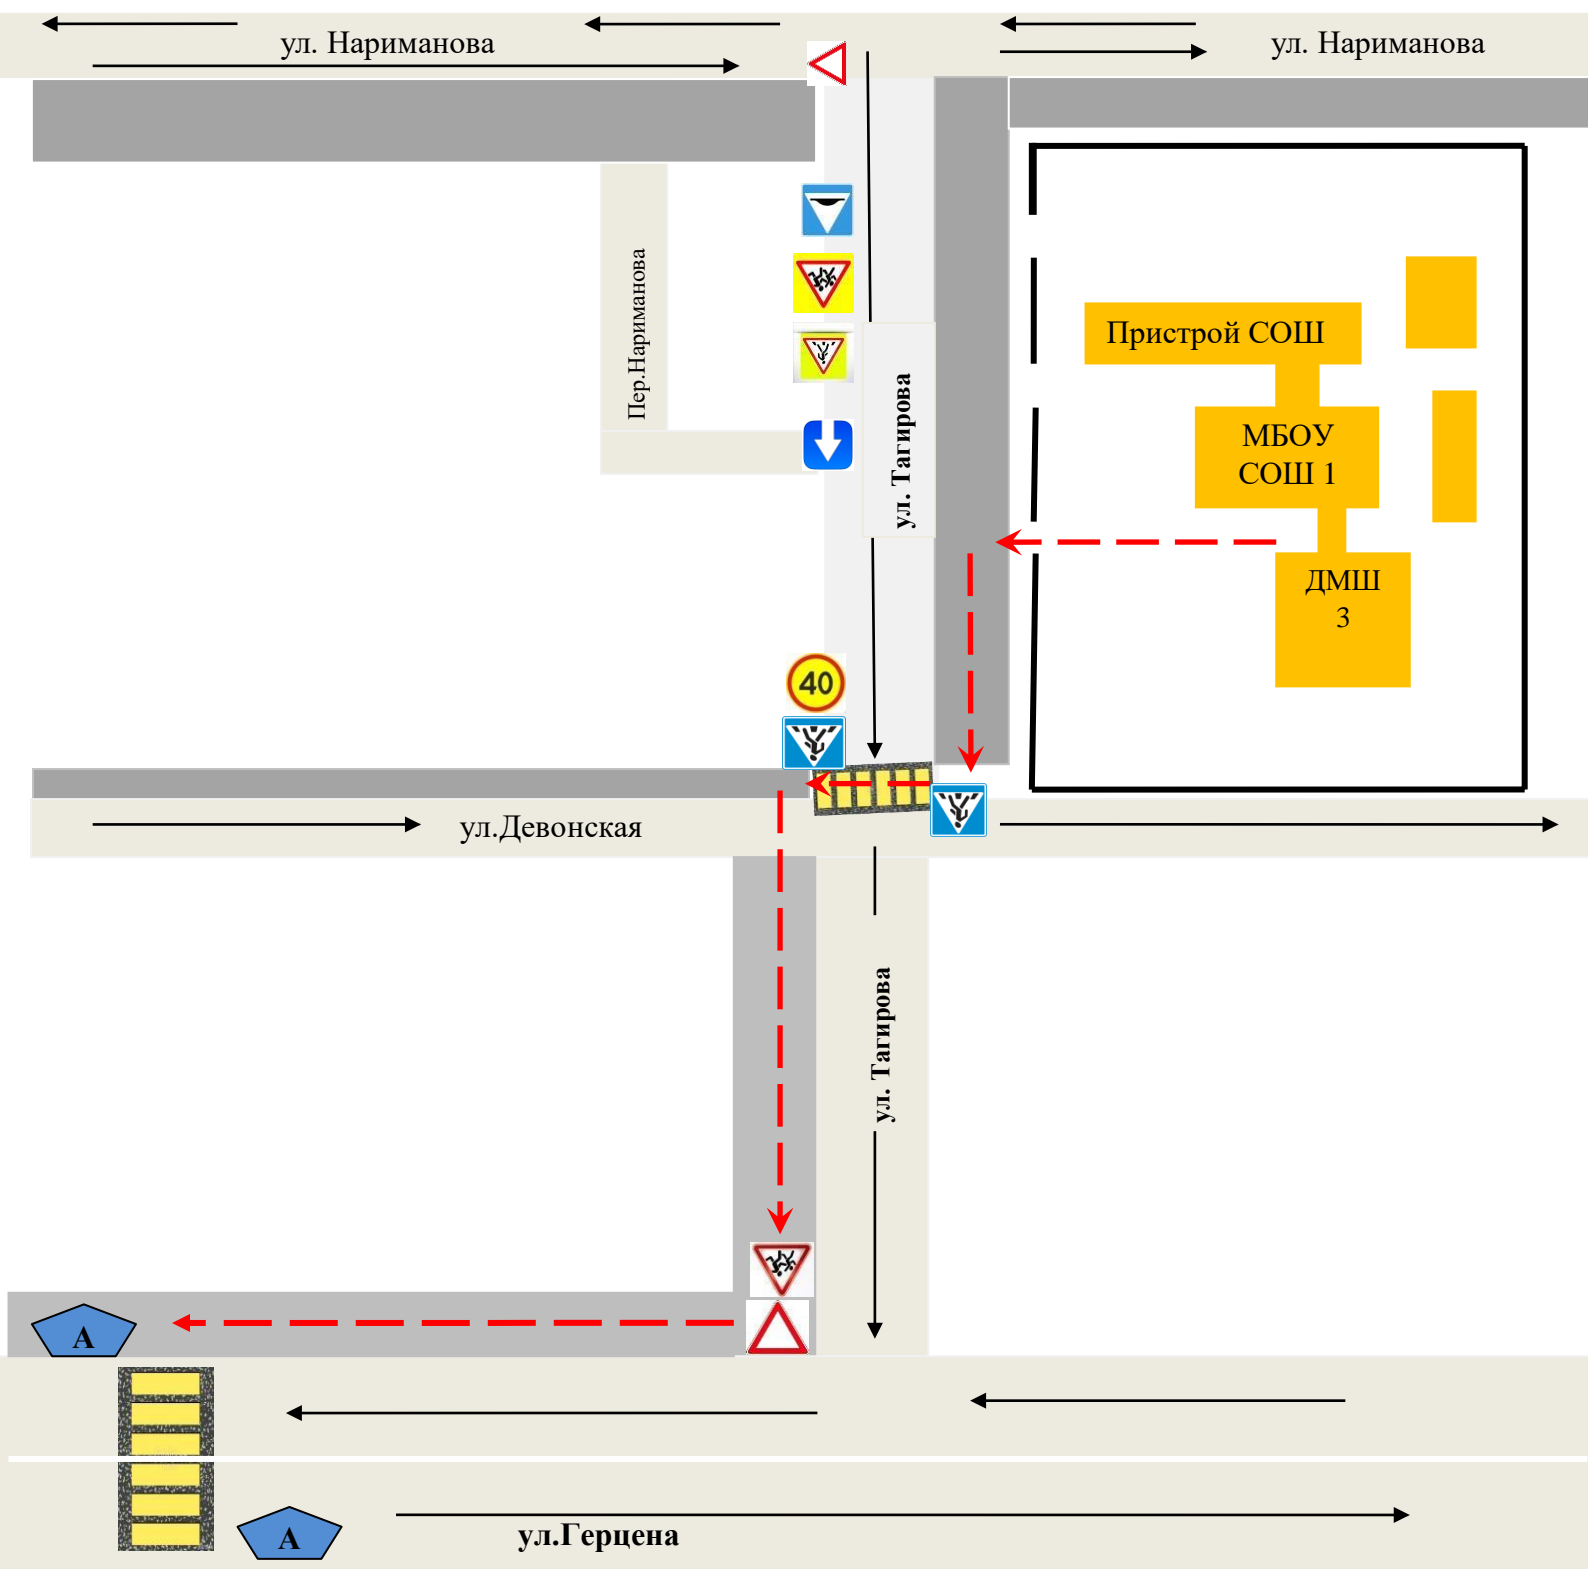 ул. Нариманова
ул. Нариманова
Пер.Нариманова
Пристрой СОШ
ул. Тагирова
МБОУ
СОШ 1
ДМШ
3
40
ул.Девонская
ул. Тагирова
А
А
ул.Герцена